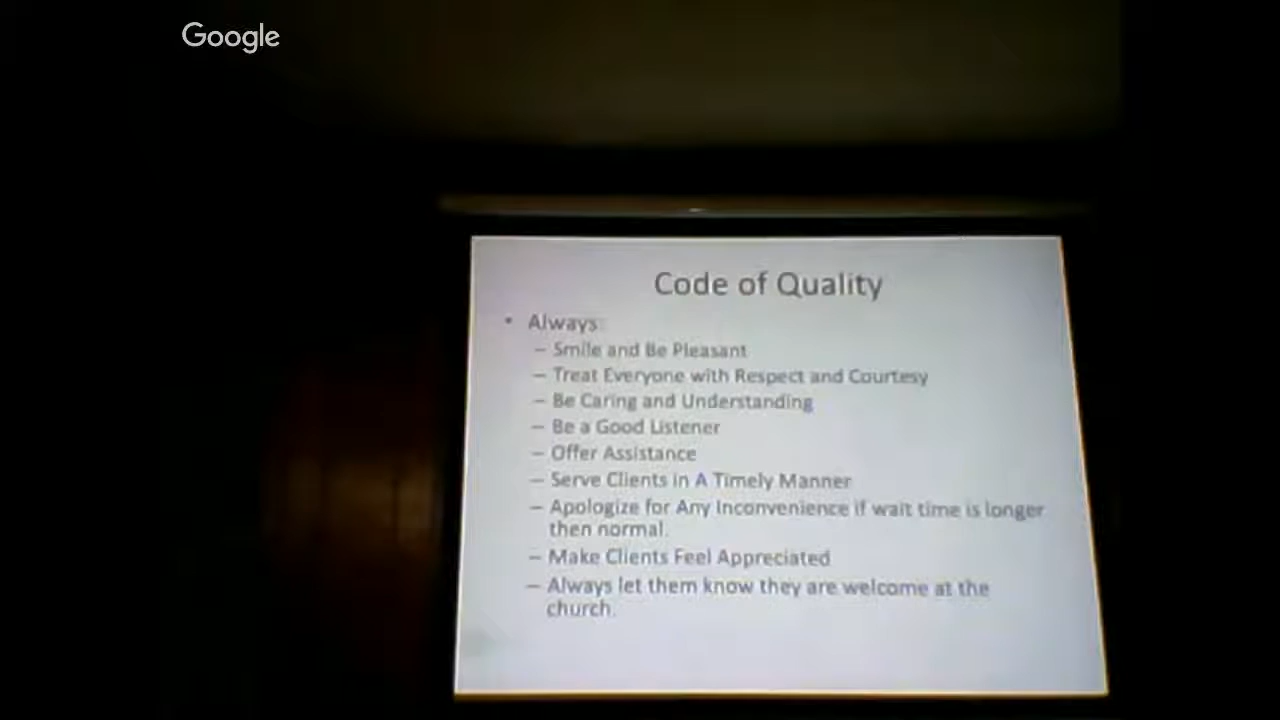 Google
Code of Quality
• Always:
– Smile and Be Pleasant
– Treat Everyone with Respect and Courtesy
– Be Caring and Understanding
– Be a Good Listener
– Offer Assistance
– Serve Clients in A Timely Manner
– Apologize for Any Inconvenience if wait time is longer
then normal.
– Make Clients Feel Appreciated
– Always let them know they are welcome at the
church.